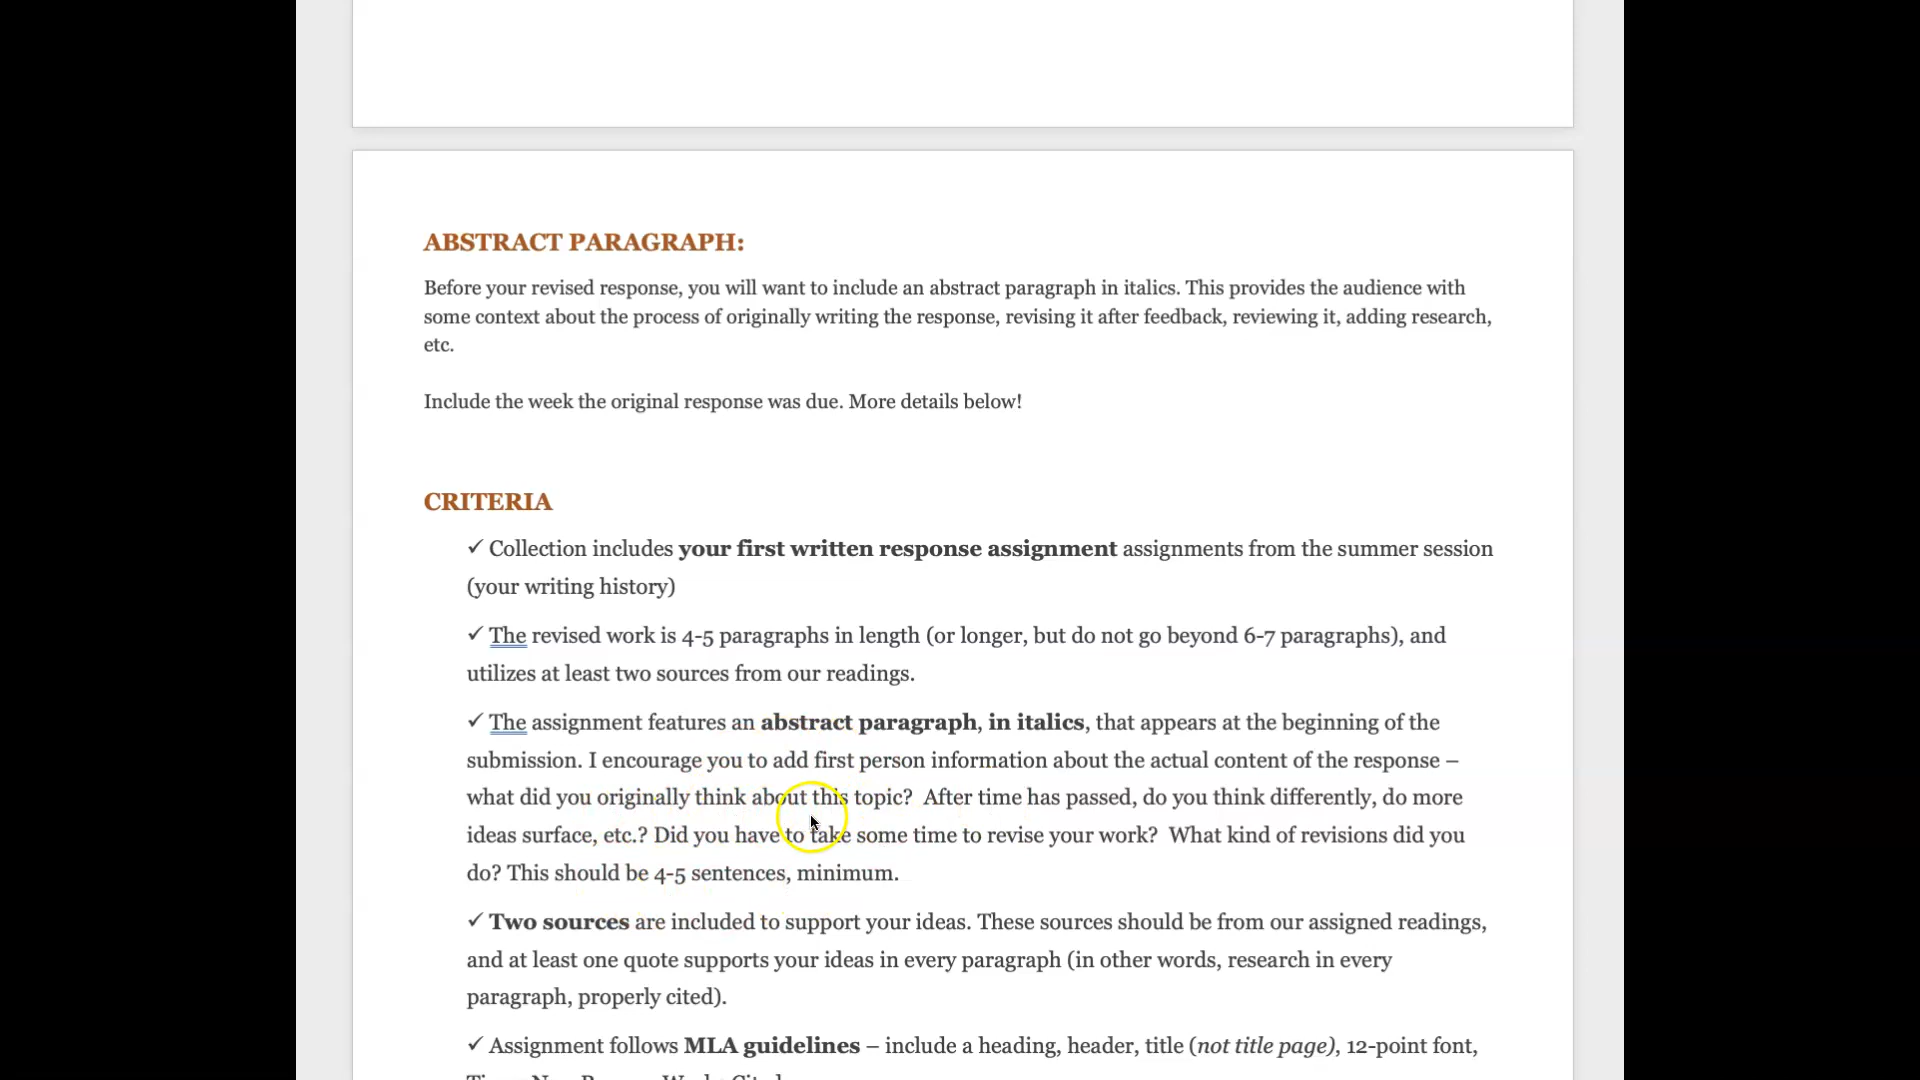 ABSTRACT PARAGRAPH:
Before your revised response, you will want to include an abstract paragraph in italics. This provides the audience with
some context about the process of originally writing the response, revising it after feedback, reviewing it, adding research,
etc.
Include the week the original response was due. More details below!
CRITERIA
✓ Collection includes your first written response assignment assignments from the summer session
(your writing history)
✓ The revised work is 4-5 paragraphs in length (or longer, but do not go beyond 6-7 paragraphs), and
utilizes at least two sources from our readings.
✓ The assignment features an abstract paragraph, in italics, that appears at the beginning of the
submission. I encourage you to add first person information about the actual content of the response –
what did you originally think about this topic?  After time has passed, do you think differently, do more
ideas surface, etc.? Did you have to take some time to revise your work?  What kind of revisions did you
do? This should be 4-5 sentences, minimum.
✓ Two sources are included to support your ideas. These sources should be from our assigned readings,
and at least one quote supports your ideas in every paragraph (in other words, research in every
paragraph, properly cited).
✓ Assignment follows MLA guidelines – include a heading, header, title (not title page), 12-point font,